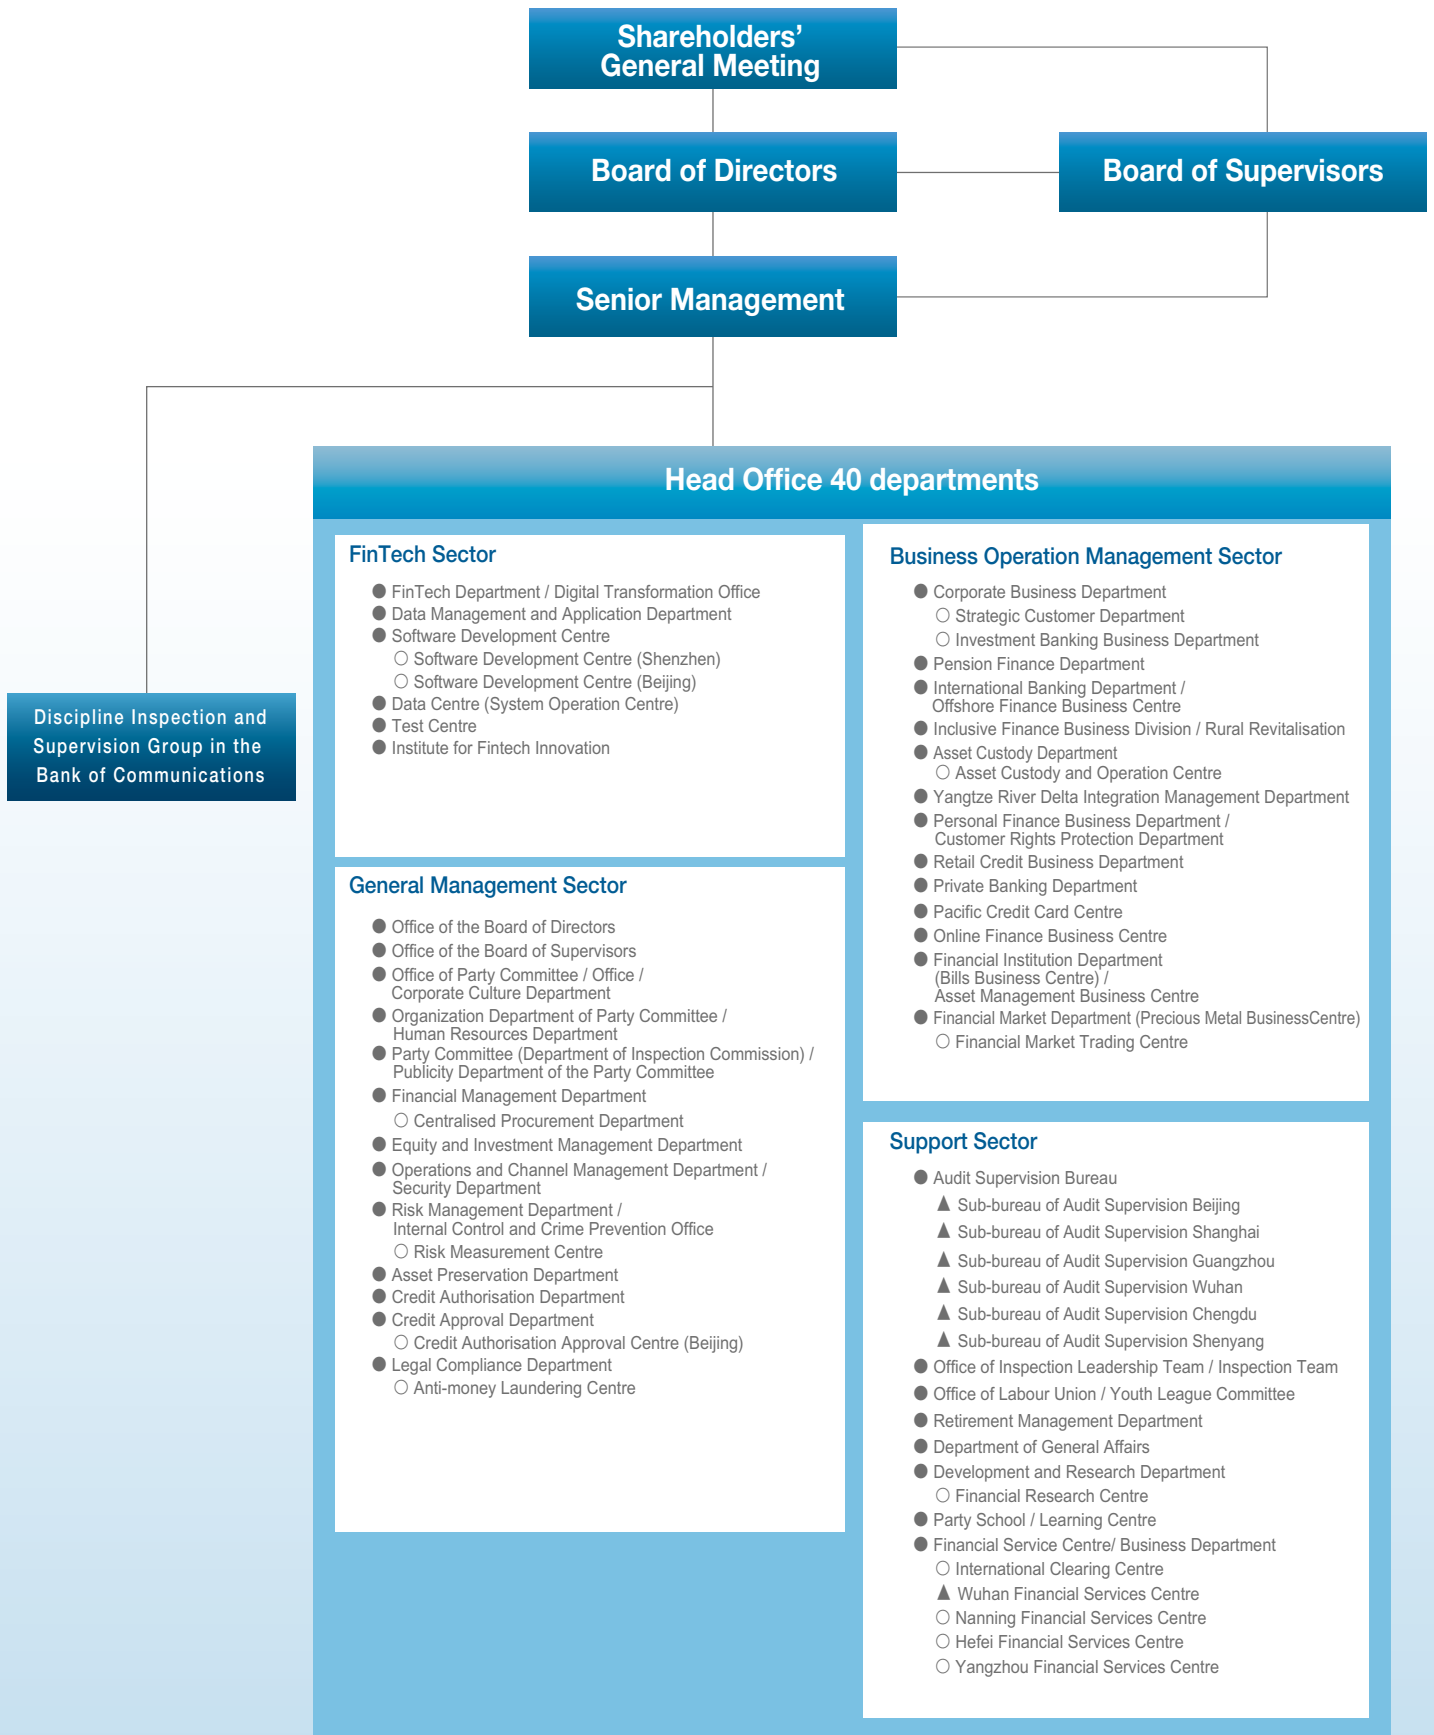 Shareholders'
General Meeting
Board of Directors
Board of Supervisors
Senior Management
Discipline Inspection and
Supervision Group in the
Bank of Communications
Head Office 40 departments
FinTech Sector
● FinTech Department / Digital Transformation Office
● Data Management and Application Department
● Software Development Centre
○ Software Development Centre (Shenzhen)
○ Software Development Centre (Beijing)
● Data Centre (System Operation Centre)
● Test Centre
● Institute for Fintech Innovation
General Management Sector
● Office of the Board of Directors
● Office of the Board of Supervisors
● Office of Party Committee / Office /
Corporate Culture Department
● Organization Department of Party Committee /
Human Resources Department
● Party Committee (Department of Inspection Commission) /
Publicity Department of the Party Committee
● Financial Management Department
○ Centralised Procurement Department
● Equity and Investment Management Department
● Operations and Channel Management Department /
Security Department
● Risk Management Department /
Internal Control and Crime Prevention Office
○ Risk Measurement Centre
● Asset Preservation Department
● Credit Authorisation Department
● Credit Approval Department
○ Credit Authorisation Approval Centre (Beijing)
● Legal Compliance Department
○ Anti-money Laundering Centre
Business Operation Management Sector
● Corporate Business Department
○ Strategic Customer Department
○ Investment Banking Business Department
● Pension Finance Department
● International Banking Department /
Offshore Finance Business Centre
● Inclusive Finance Business Division / Rural Revitalisation
● Asset Custody Department
○ Asset Custody and Operation Centre
● Yangtze River Delta Integration Management Department
● Personal Finance Business Department /
Customer Rights Protection Department
● Retail Credit Business Department
● Private Banking Department
● Pacific Credit Card Centre
● Online Finance Business Centre
● Financial Institution Department
(Bills Business Centre) /
Asset Management Business Centre
● Financial Market Department (Precious Metal BusinessCentre)
○ Financial Market Trading Centre
Support Sector
● Audit Supervision Bureau
▲ Sub-bureau of Audit Supervision Beijing
▲ Sub-bureau of Audit Supervision Shanghai
▲ Sub-bureau of Audit Supervision Guangzhou
▲ Sub-bureau of Audit Supervision Wuhan
▲ Sub-bureau of Audit Supervision Chengdu
▲ Sub-bureau of Audit Supervision Shenyang
● Office of Inspection Leadership Team / Inspection Team
● Office of Labour Union / Youth League Committee
● Retirement Management Department
● Department of General Affairs
● Development and Research Department
○ Financial Research Centre
● Party School / Learning Centre
● Financial Service Centre/ Business Department
○ International Clearing Centre
▲ Wuhan Financial Services Centre
○ Nanning Financial Services Centre
○ Hefei Financial Services Centre
○ Yangzhou Financial Services Centre